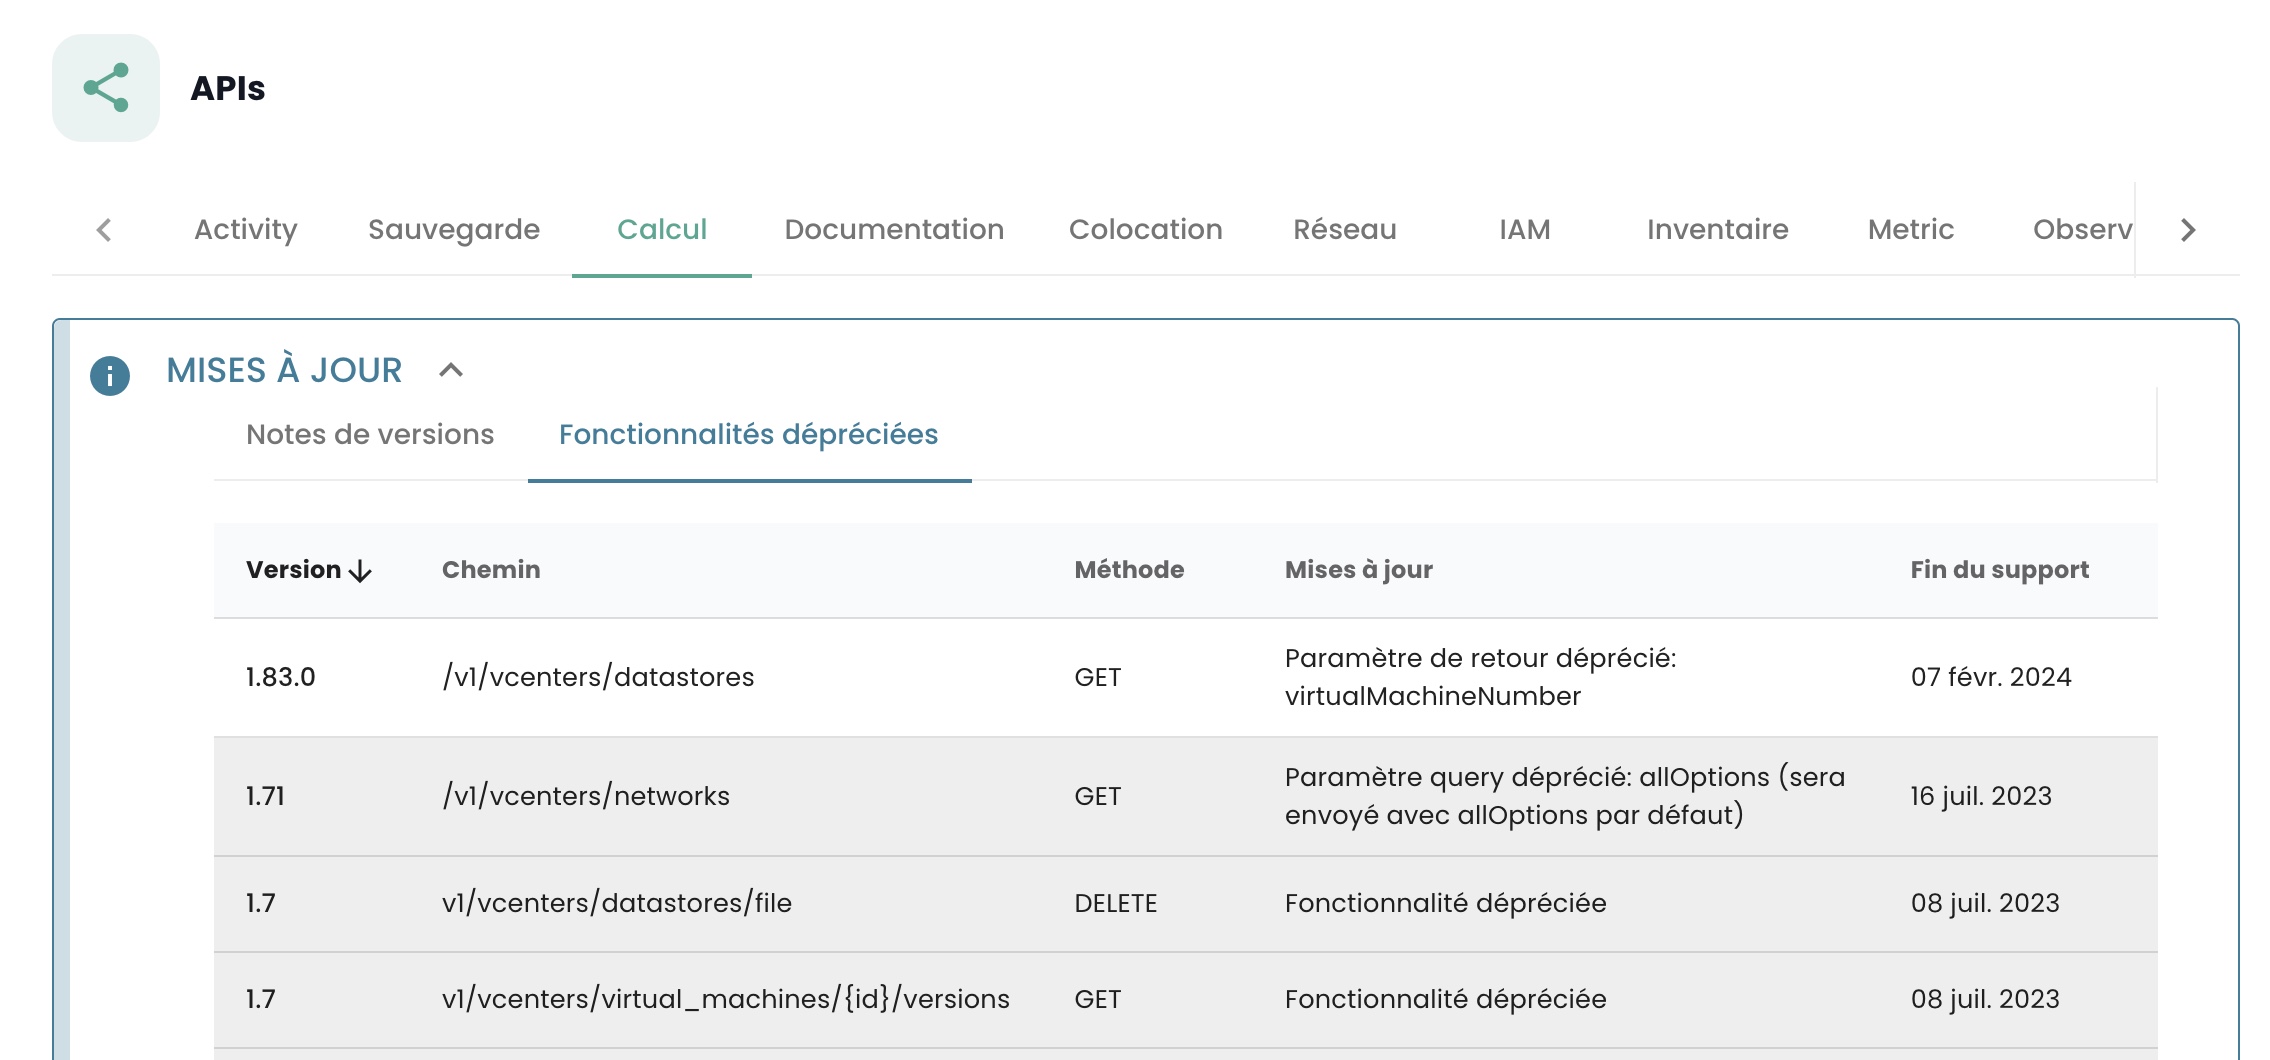 APIs
Activity Sauvegarde Calcul Documentation Colocation Réseau IAM Inventaire Metric Observ
MISES À JOUR
Notes de versions Fonctionnalités dépréciées
Version Chemin Méthode Mises à jour Fin du support
1.83.0 /v1/vcenters/datastores GET Paramètre de retour déprécié: 07 févr. 2024
virtualMachineNumber
1.71 /v1/vcenters/networks GET Paramètre query déprécié: allOptions (sera 16 juil. 2023
envoyé avec allOptions par défaut)
1.7 v1/vcenters/datastores/file DELETE Fonctionnalité dépréciée 08 juil. 2023
1.7 v1/vcenters/virtual_machines/{id}/versions GET Fonctionnalité dépréciée 08 juil. 2023